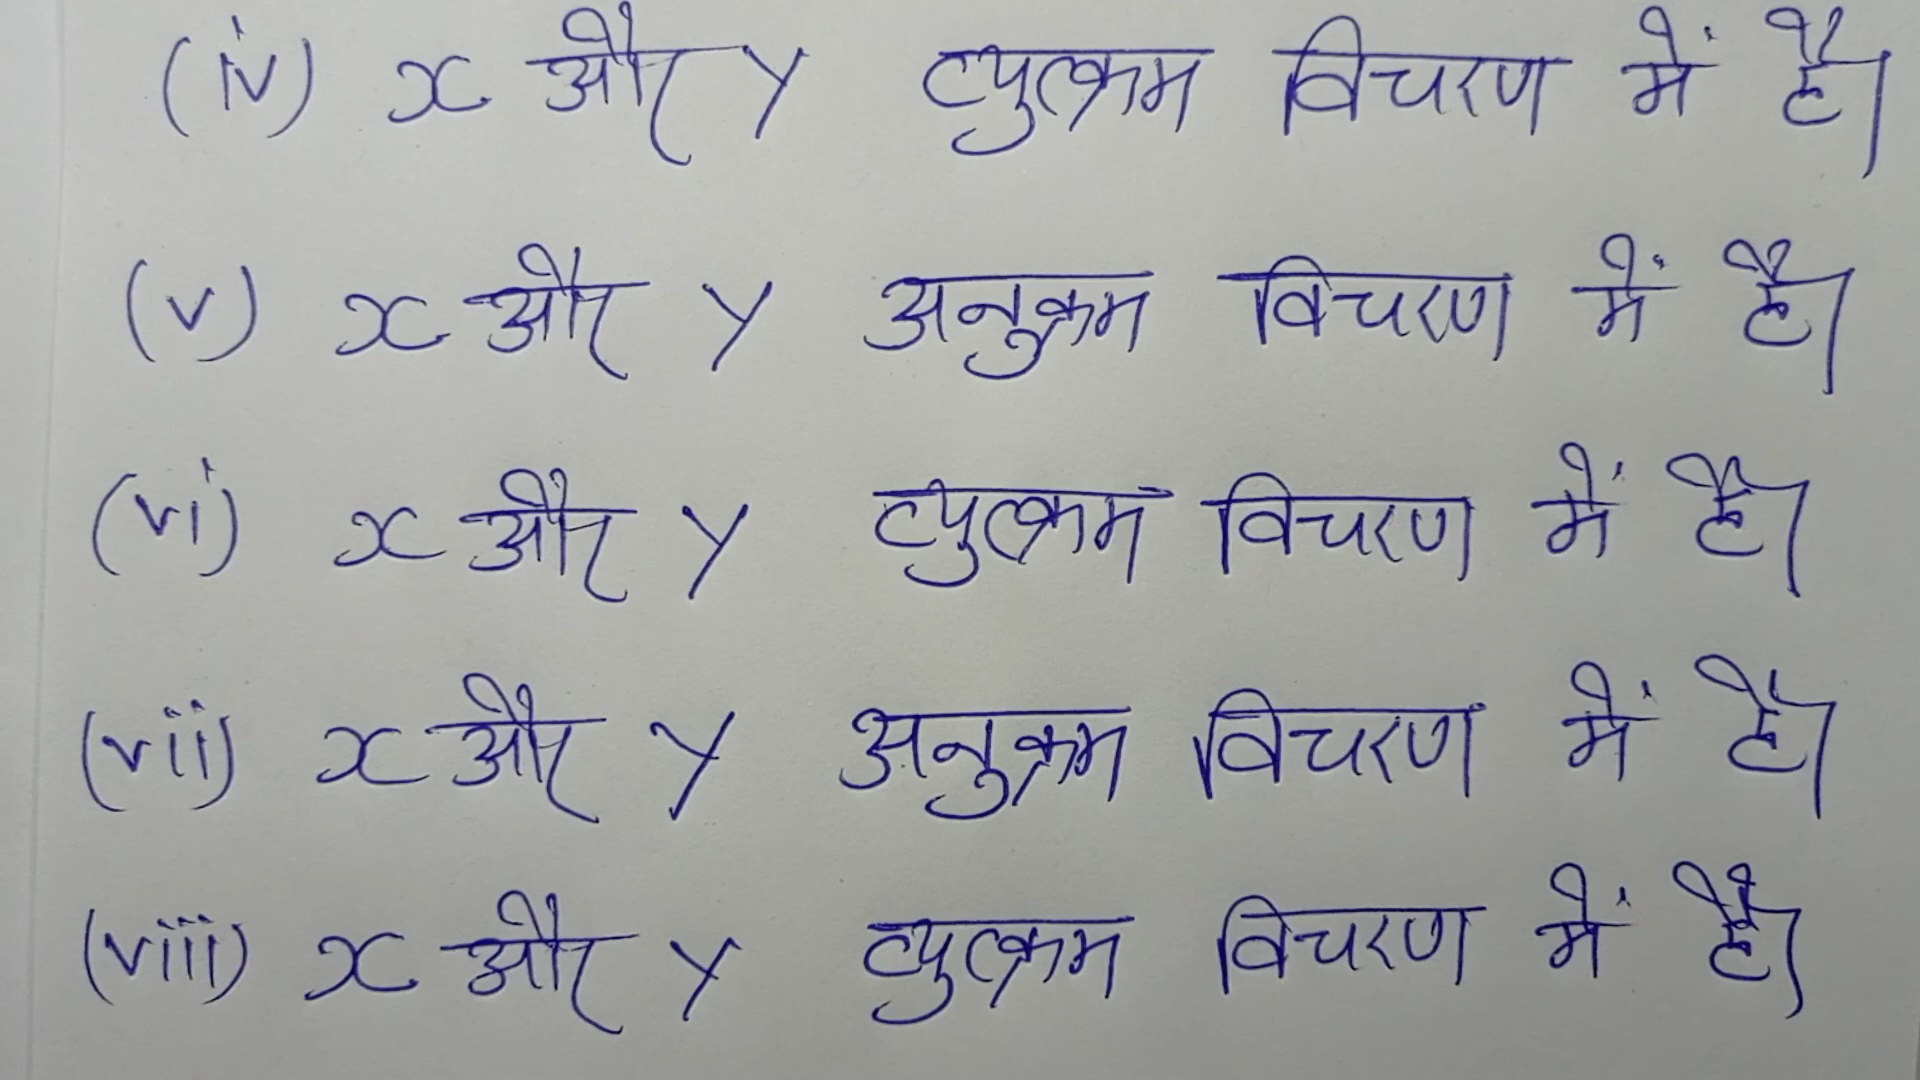 (iv) x और y व्युत्क्रम विचरण में है।
(v) x और y अनुक्रम विचरण में है।
(vi) x और y व्युत्क्रम विचरण में है।
(vii) x और y अनुक्रम विचरण में है।
(viii) x और y व्युत्क्रम विचरण में है।